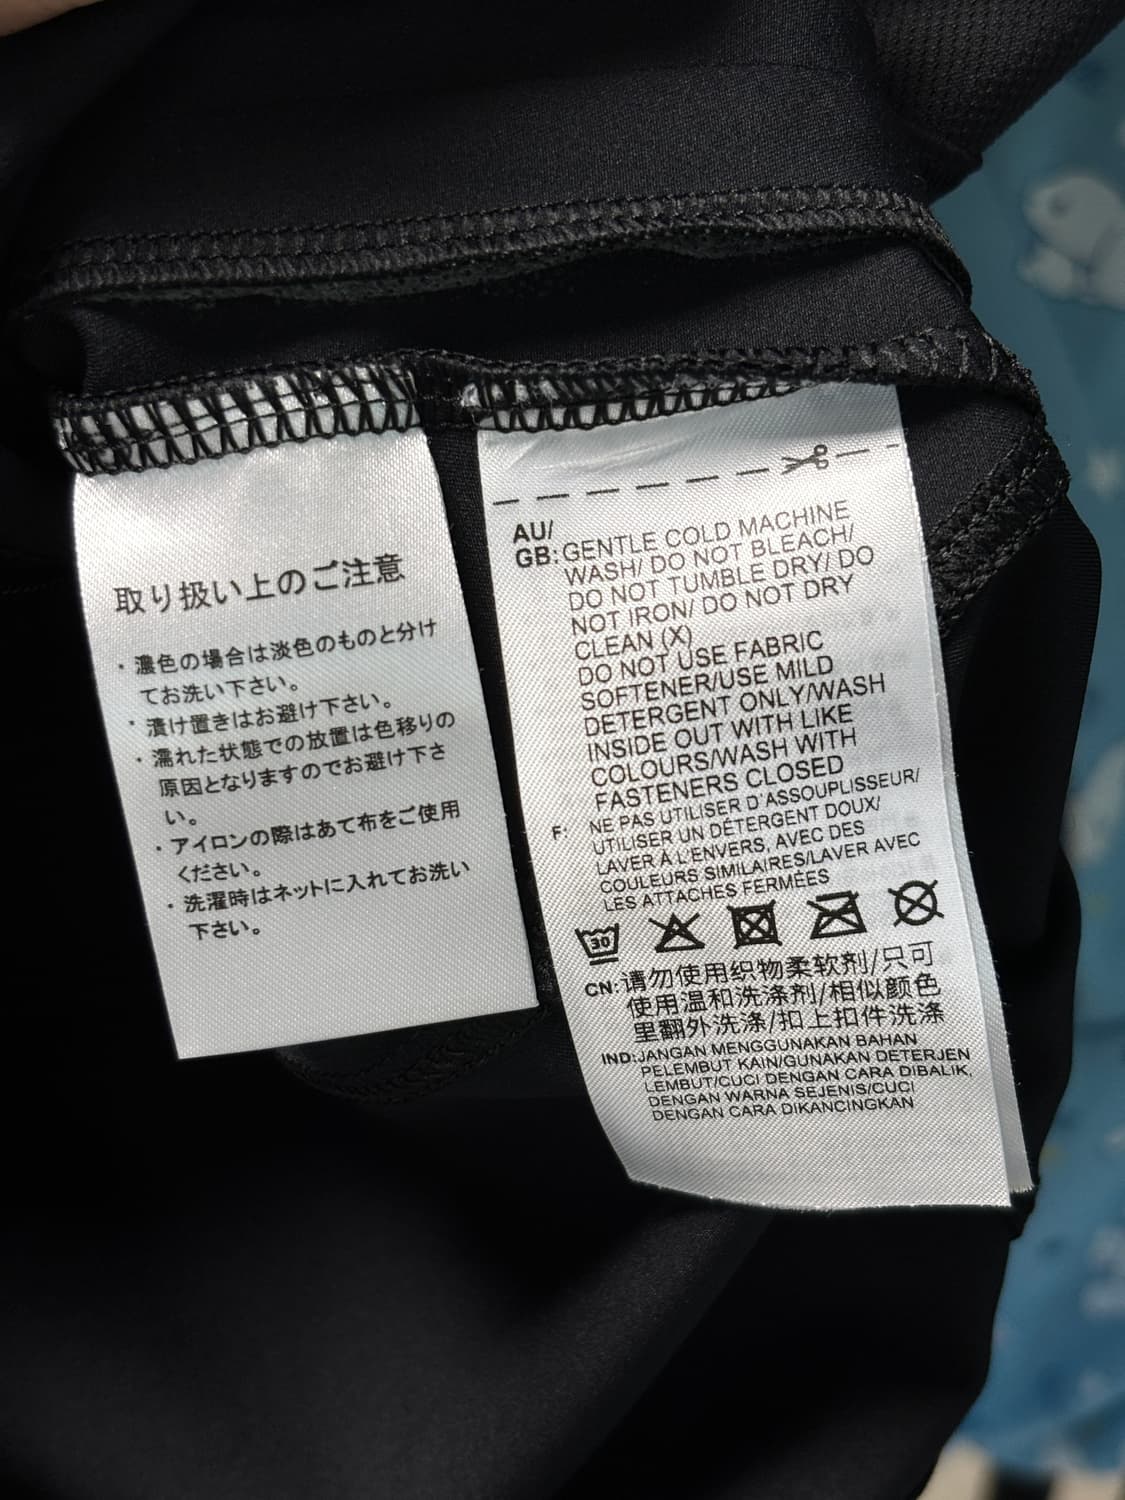 取り扱い上のご注意
・濃色の場合は淡色のものと分け
てお洗い下さい。
・漬け置きはお避け下さい。
・濡れた状態での放置は色移りの
原因となりますのでお避け下さ
い。
・アイロンの際はあて布をご使用
ください。
・洗濯時はネットに入れてお洗い
下さい。
AU/
GB: GENTLE COLD MACHINE
WASH/ DO NOT BLEACH/
DO NOT TUMBLE DRY/ DO
NOT IRON/ DO NOT DRY
CLEAN (X)
DO NOT USE FABRIC
SOFTENER/USE MILD
DETERGENT ONLY/WASH
INSIDE OUT WITH LIKE
COLOURS/WASH WITH
FASTENERS CLOSED
F: NE PAS UTILISER D'ASSOUPLISSEUR/
UTILISER UN DÉTERGENT DOUX/
LAVER À L'ENVERS, AVEC DES
COULEURS SIMILAIRES/LAVER AVEC
LES ATTACHES FERMÉES
30
CN: 请勿使用织物柔软剂/只可
使用温和洗涤剂/相似颜色
里翻外洗涤/扣上扣件洗涤
IND: JANGAN MENGGUNAKAN BAHAN
PELEMBUT KAIN/GUNAKAN DETERJEN
LEMBUT/CUCI DENGAN CARA DIBALIK,
DENGAN WARNA SEJENIS/CUCI
DENGAN CARA DIKANCINGKAN